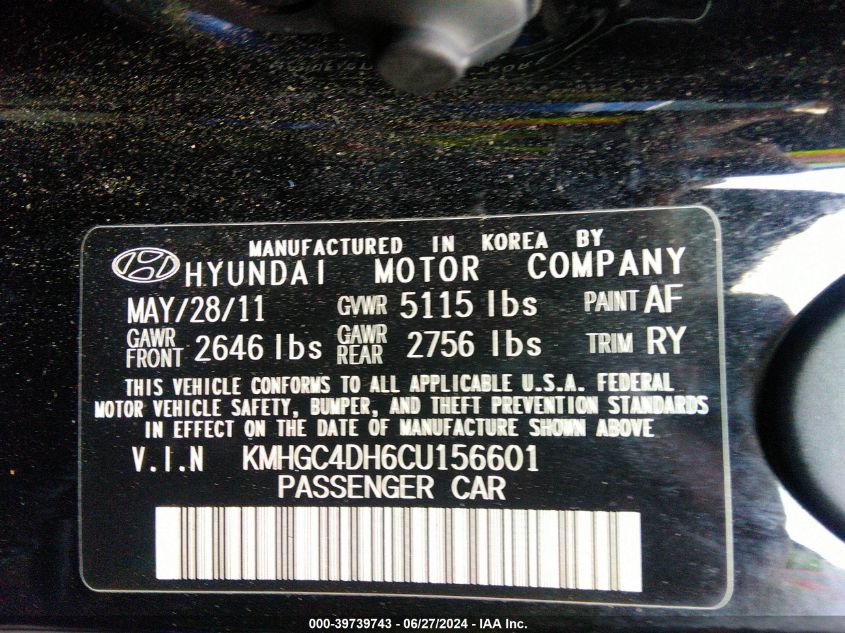 MANUFACTURED IN KOREA BY
HYUNDAI MOTOR COMPANY
MAY/28/11 GVWR 5115 lbs PAINT AF
GAWR FRONT 2646 lbs GAWR REAR 2756 lbs TRIM RY
THIS VEHICLE CONFORMS TO ALL APPLICABLE U.S.A. FEDERAL
MOTOR VEHICLE SAFETY, BUMPER, AND THEFT PREVENTION STANDARDS
IN EFFECT ON THE DATE OF MANUFACTURE SHOWN ABOVE
V.I.N KMHGC4DH6CU156601
PASSENGER CAR
000-39739743 - 06/27/2024 - IAA Inc.